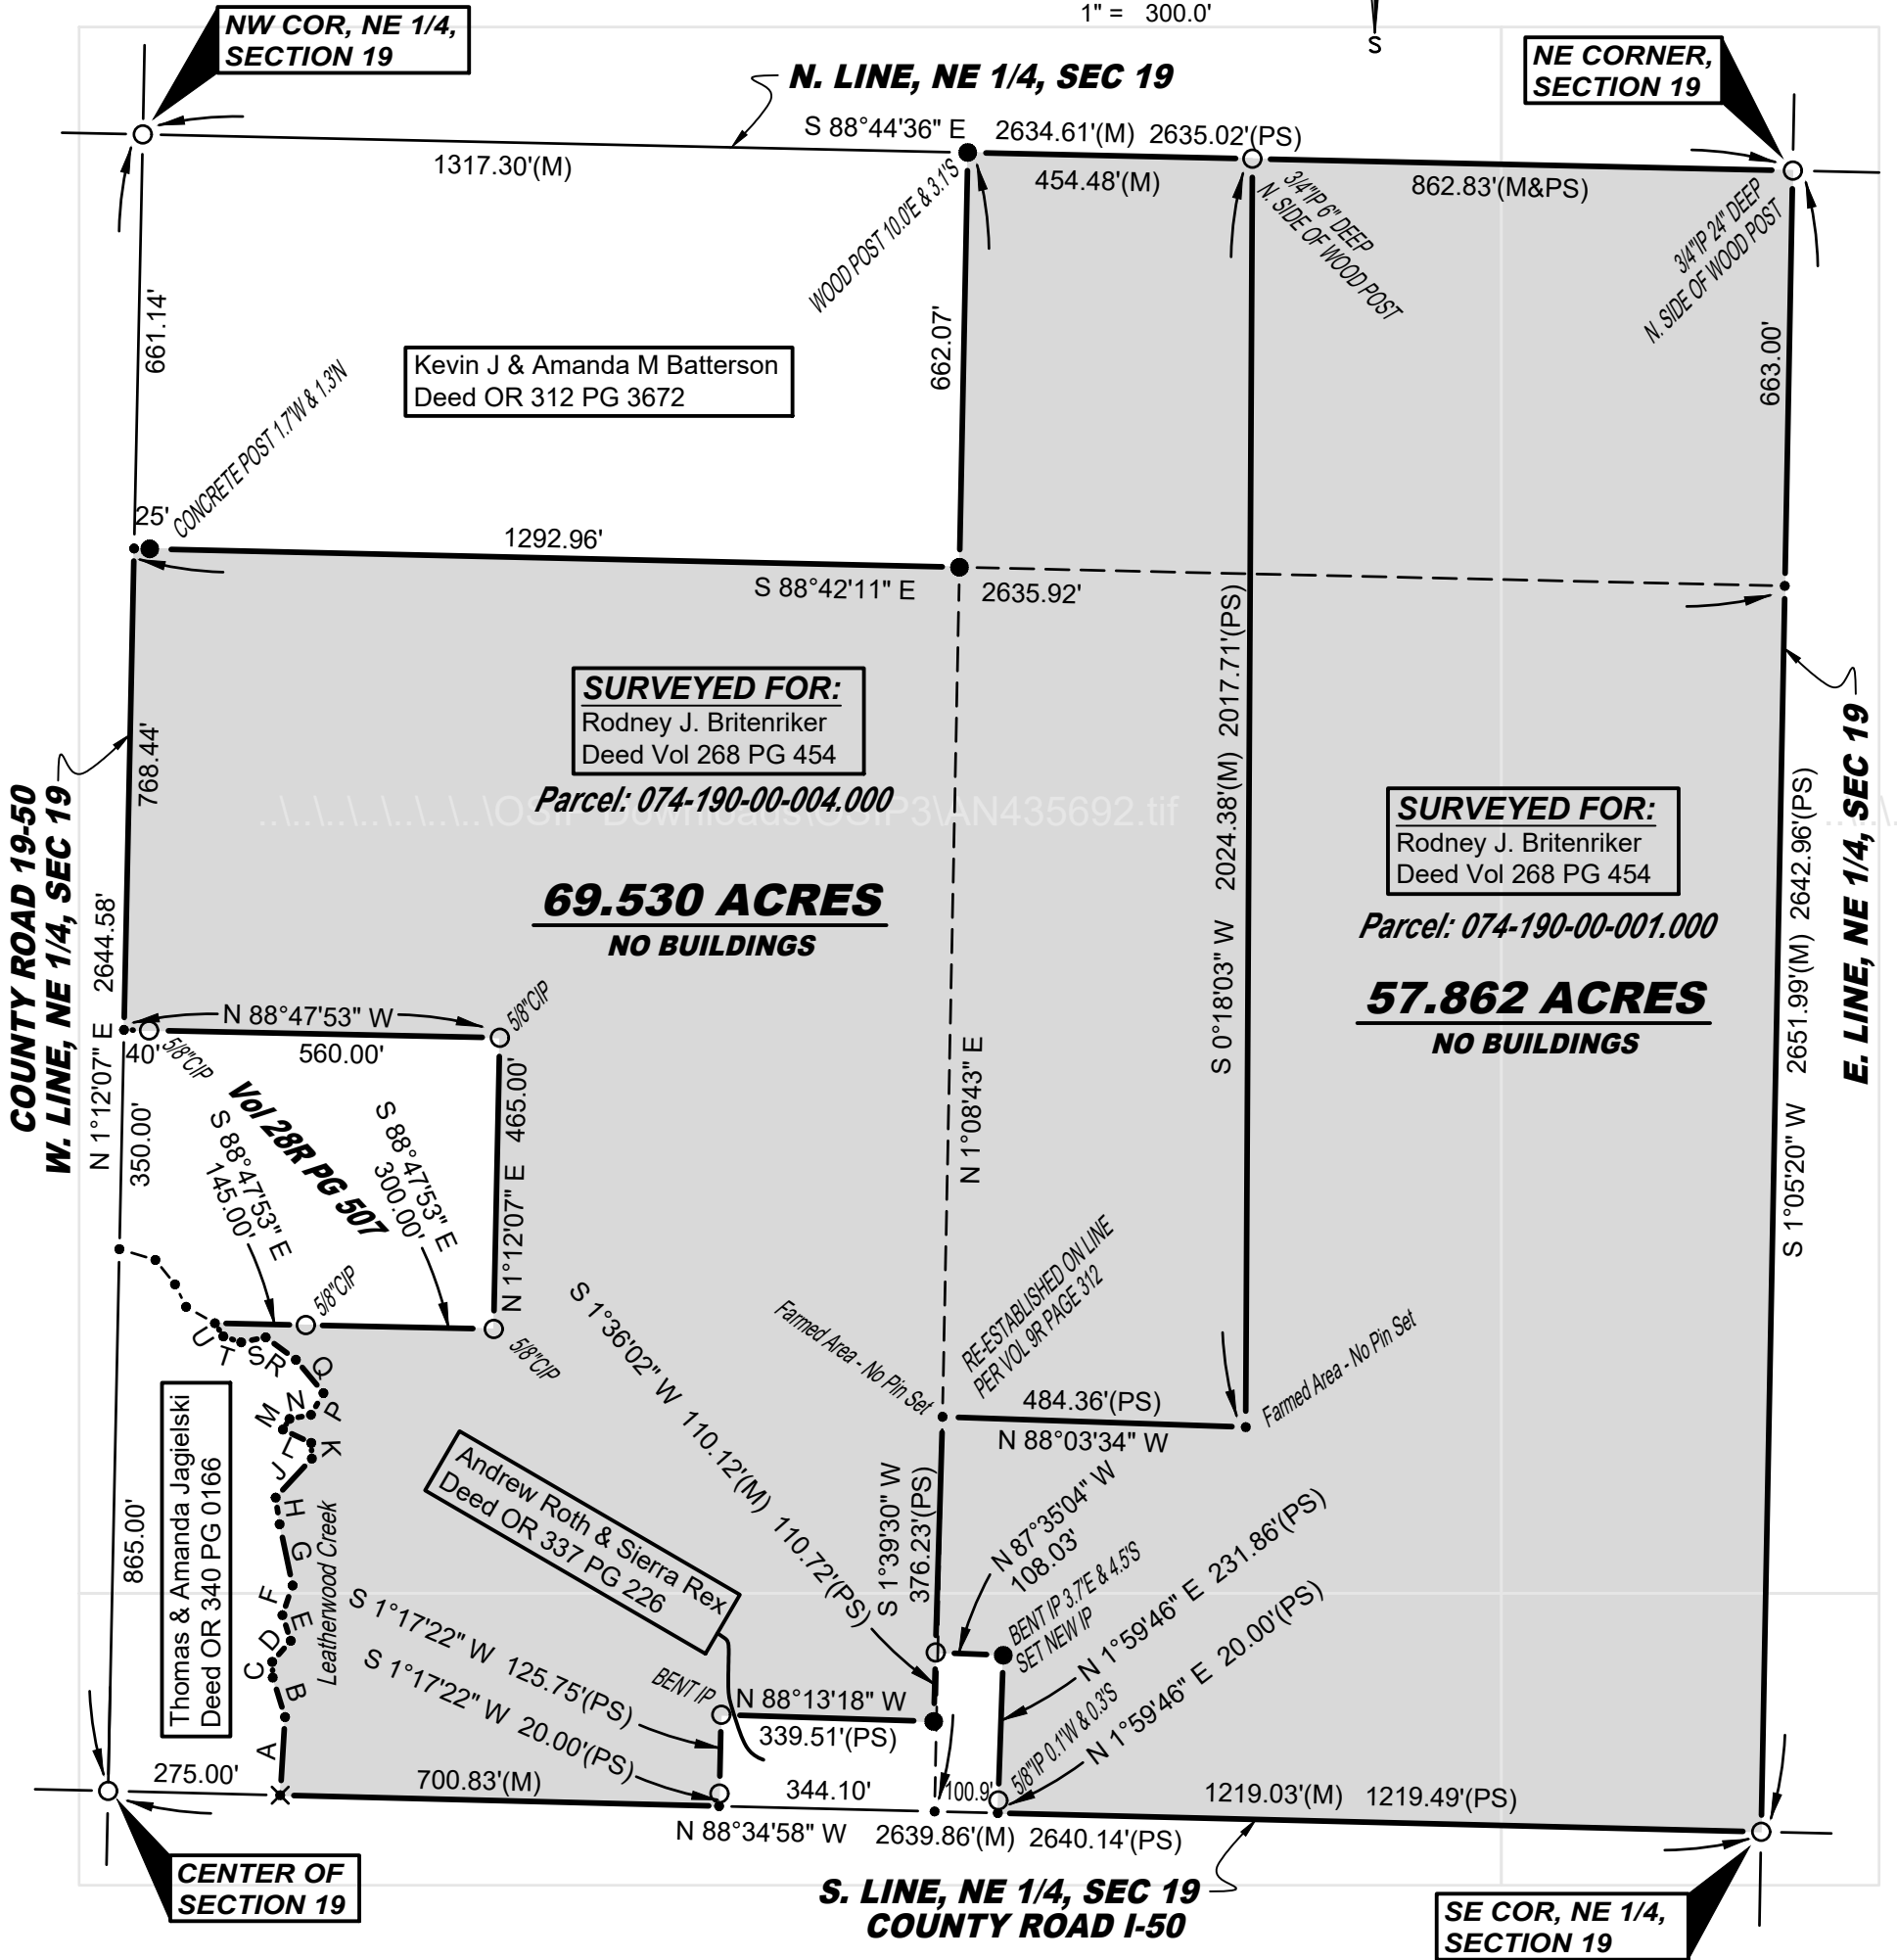 1" = 300.0'
S
NW COR, NE 1/4,
SECTION 19
N. LINE, NE 1/4, SEC 19
NE CORNER,
SECTION 19
S 88°44'36" E 2634.61'(M) 2635.02'(PS)
1317.30'(M)
454.48'(M)
862.83'(M&PS)
WOOD POST 10.0'E & 3.1'S
3/4"IP 6" DEEP
N. SIDE OF WOOD POST
3/4"IP 24" DEEP
N. SIDE OF WOOD POST
661.14'
662.07'
663.00'
Kevin J & Amanda M Batterson
Deed OR 312 PG 3672
CONCRETE POST 1.7'W & 1.3'N
25'
1292.96'
S 88°42'11" E 2635.92'
SURVEYED FOR:
Rodney J. Britenriker
Deed Vol 268 PG 454
Parcel: 074-190-00-004.000
69.530 ACRES
NO BUILDINGS
..\..\..\..\..\..\OSIP Downloads\OSIP3\AN435692.tif
..\..\.
SURVEYED FOR:
Rodney J. Britenriker
Deed Vol 268 PG 454
Parcel: 074-190-00-001.000
57.862 ACRES
NO BUILDINGS
768.44'
COUNTY ROAD 19-50
W. LINE, NE 1/4, SEC 19
N 1°12'07" E 2644.58'
S 0°18'03" W 2024.38'(M) 2017.71'(PS)
S 1°05'20" W 2651.99'(M) 2642.96'(PS)
E. LINE, NE 1/4, SEC 19
N 88°47'53" W
560.00'
40'
5/8"CIP
5/8"CIP
350.00'
Vol 28R PG 507
S 88°47'53" E
145.00'
S 88°47'53" E
300.00'
N 1°12'07" E 465.00'
N 1°08'43" E
5/8"CIP
5/8"CIP
U
T
S
R
Q
P
N
M
L
K
J
H
G
F
E
D
C
B
A
Leatherwood Creek
Thomas & Amanda Jagielski
Deed OR 340 PG 0166
865.00'
Farmed Area - No Pin Set
RE-ESTABLISHED ON LINE
PER VOL 9R PAGE 312
484.36'(PS)
N 88°03'34" W
Farmed Area - No Pin Set
S 1°36'02" W 110.12'(M) 110.72'(PS)
S 1°39'30" W
376.23'(PS)
N 87°35'04" W
108.03'
BENT IP 3.7'E & 4.5'S
SET NEW IP
N 1°59'46" E 231.86'(PS)
5/8"IP 0.1'W & 0.3'S
N 1°59'46" E 20.00'(PS)
Andrew Roth & Sierra Rex
Deed OR 337 PG 226
S 1°17'22" W 125.75'(PS)
S 1°17'22" W 20.00'(PS)
BENT IP
N 88°13'18" W
339.51'(PS)
275.00'
700.83'(M)
344.10'
100.9'
1219.03'(M) 1219.49'(PS)
N 88°34'58" W 2639.86'(M) 2640.14'(PS)
CENTER OF
SECTION 19
S. LINE, NE 1/4, SEC 19
COUNTY ROAD I-50
SE COR, NE 1/4,
SECTION 19